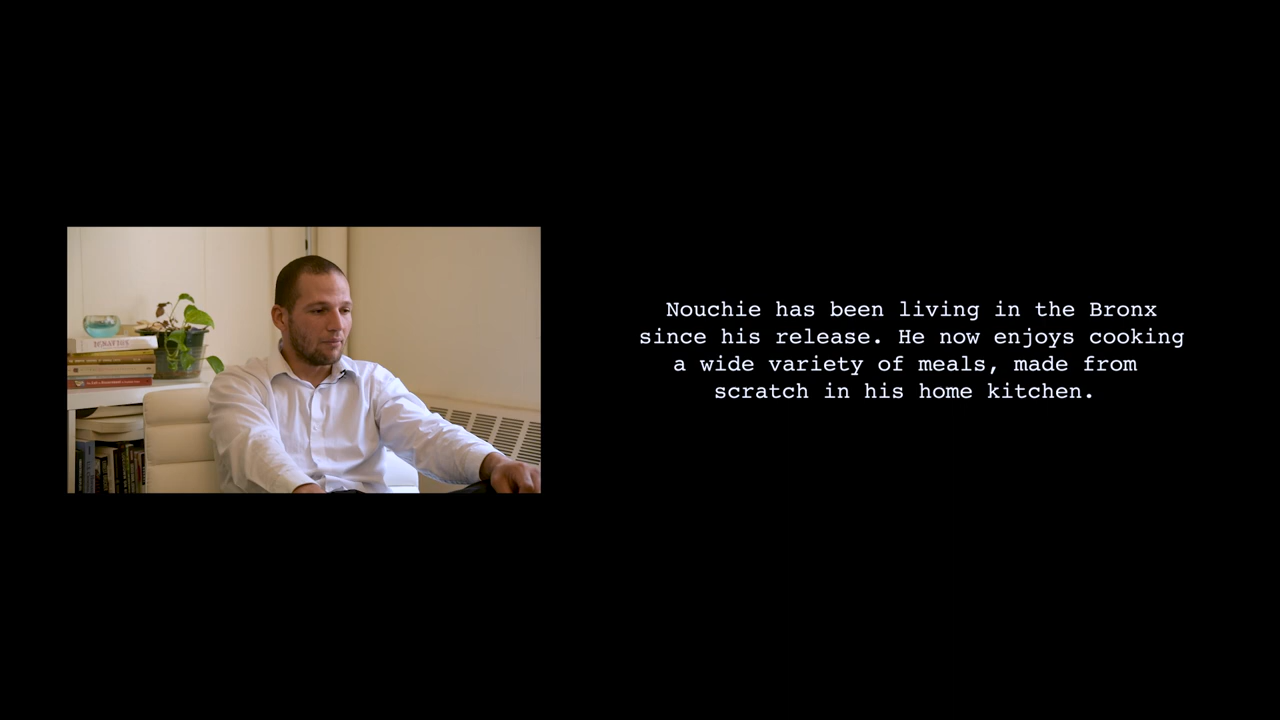 Nouchie has been living in the Bronx
since his release. He now enjoys cooking
a wide variety of meals, made from
scratch in his home kitchen.